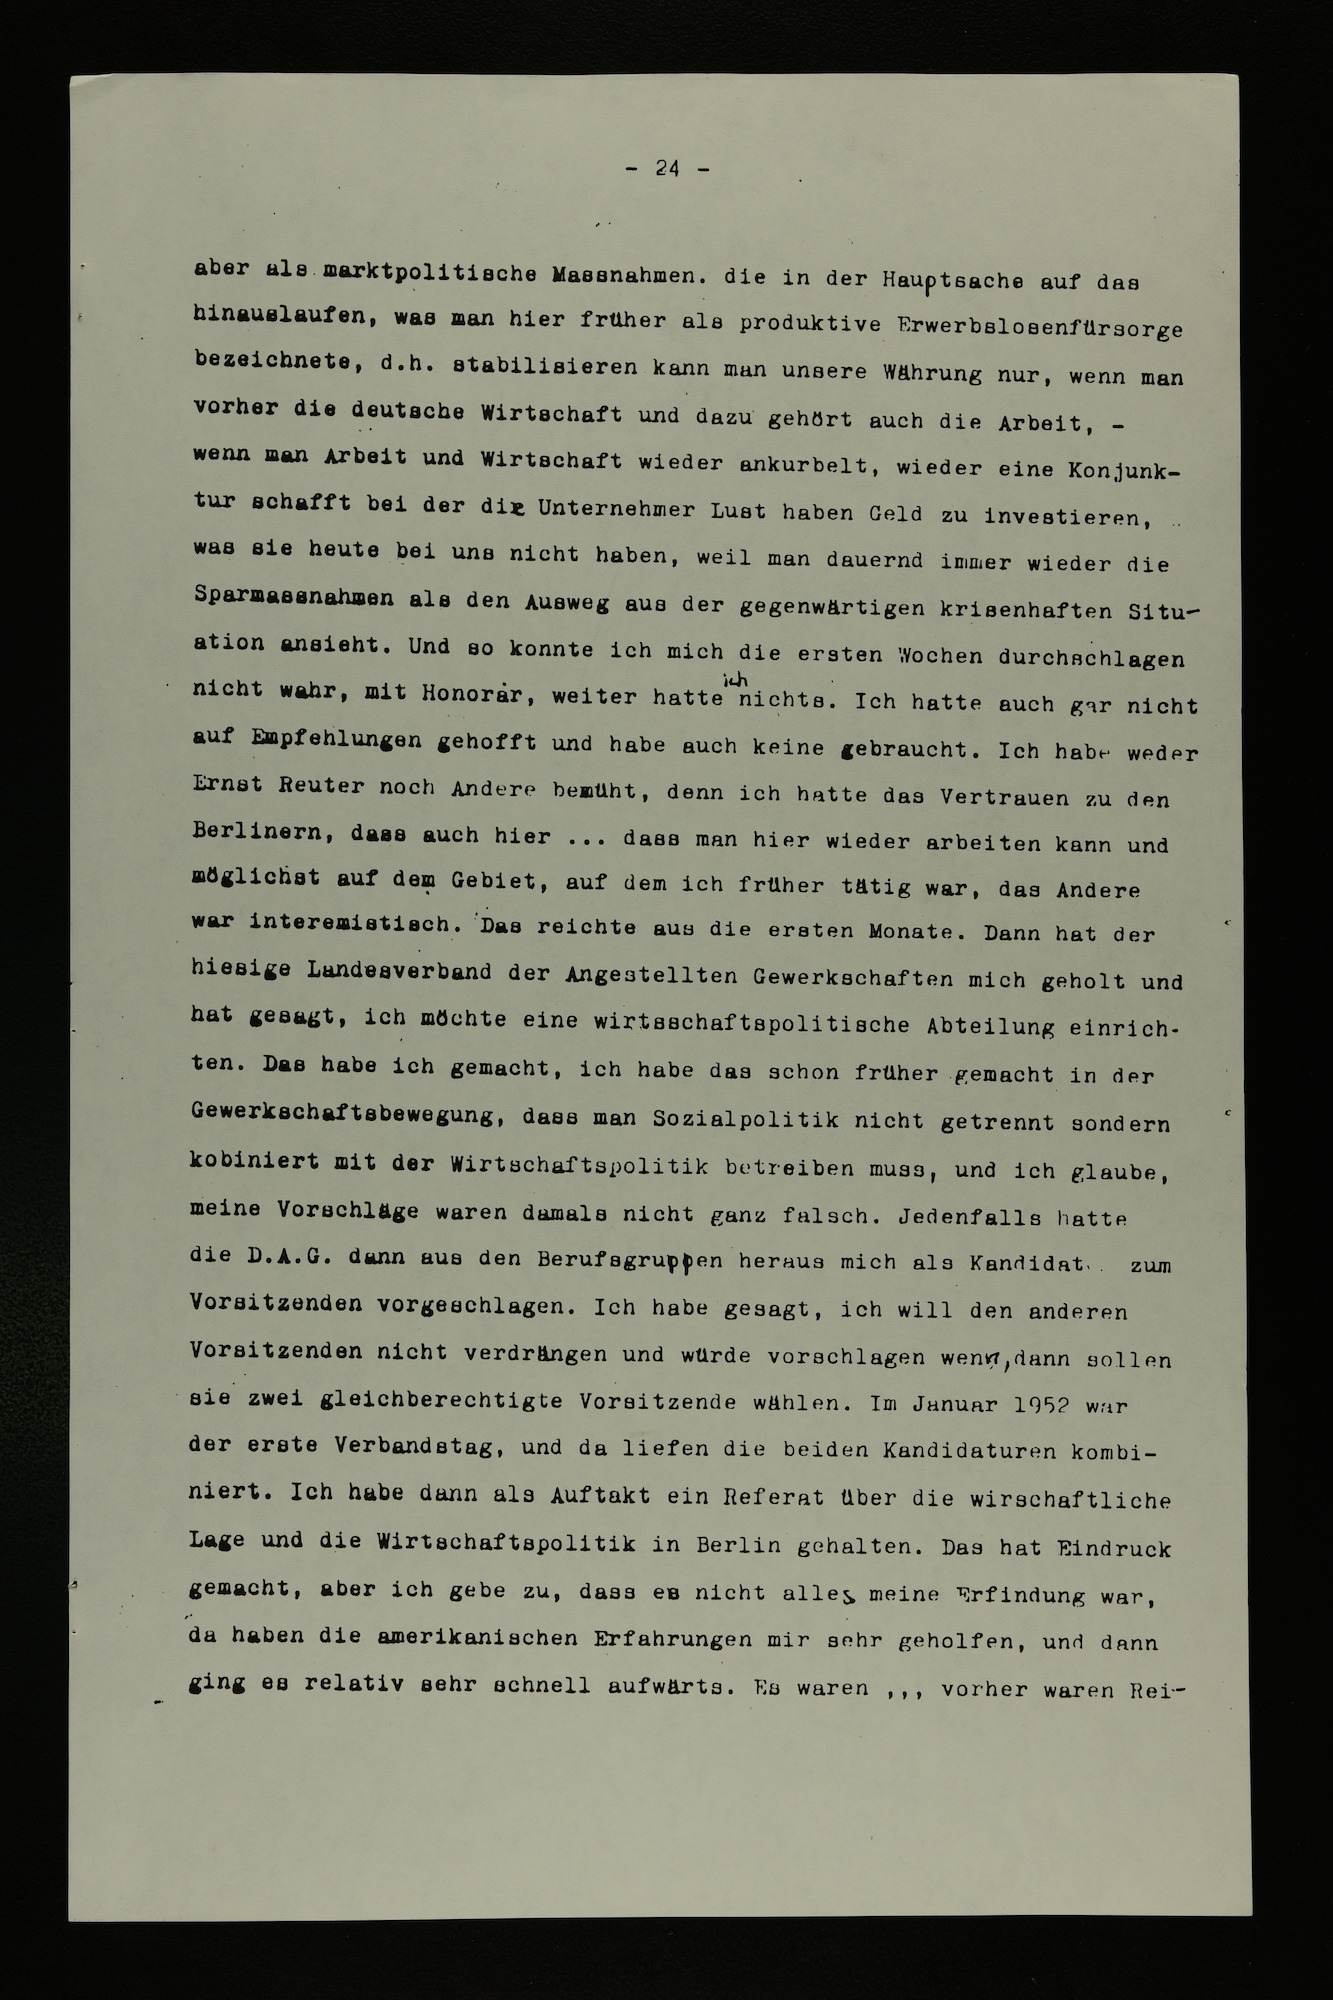 - 24 -
aber als marktpolitische Massnahmen. die in der Hauptsache auf das
hinauslaufen, was man hier früher als produktive Erwerbslosenfürsorge
bezeichnete, d.h. stabilisieren kann man unsere Währung nur, wenn man
vorher die deutsche Wirtschaft und dazu gehört auch die Arbeit, -
wenn man Arbeit und Wirtschaft wieder ankurbelt, wieder eine Konjunk-
tur schafft bei der die Unternehmer Lust haben Geld zu investieren,
was sie heute bei uns nicht haben, weil man dauernd immer wieder die
Sparmassnahmen als den Ausweg aus der gegenwärtigen krisenhaften Situ-
ation ansieht. Und so konnte ich mich die ersten Wochen durchschlagen
nicht wahr, mit Honorar, weiter hatte ich nichts. Ich hatte auch gar nicht
auf Empfehlungen gehofft und habe auch keine gebraucht. Ich habe weder
Ernst Reuter noch Andere bemüht, denn ich hatte das Vertrauen zu den
Berlinern, dass auch hier ... dass man hier wieder arbeiten kann und
möglichst auf dem Gebiet, auf dem ich früher tätig war, das Andere
war interemistisch. Das reichte aus die ersten Monate. Dann hat der
hiesige Landesverband der Angestellten Gewerkschaften mich geholt und
hat gesagt, ich möchte eine wirtsschaftspolitische Abteilung einrich-
ten. Das habe ich gemacht, ich habe das schon früher gemacht in der
Gewerkschaftsbewegung, dass man Sozialpolitik nicht getrennt sondern
kobiniert mit der Wirtschaftspolitik betreiben muss, und ich glaube,
meine Vorschläge waren damals nicht ganz falsch. Jedenfalls hatte
die D.A.G. dann aus den Berufsgruppen heraus mich als Kandidat zum
Vorsitzenden vorgeschlagen. Ich habe gesagt, ich will den anderen
Vorsitzenden nicht verdrängen und würde vorschlagen wenn, dann sollen
sie zwei gleichberechtigte Vorsitzende wählen. Im Januar 1952 war
der erste Verbandstag, und da liefen die beiden Kandidaturen kombi-
niert. Ich habe dann als Auftakt ein Referat über die wirschaftliche
Lage und die Wirtschaftspolitik in Berlin gehalten. Das hat Eindruck
gemacht, aber ich gebe zu, dass es nicht alles meine Erfindung war,
da haben die amerikanischen Erfahrungen mir sehr geholfen, und dann
ging es relativ sehr schnell aufwärts. Es waren ,,, vorher waren Rei-